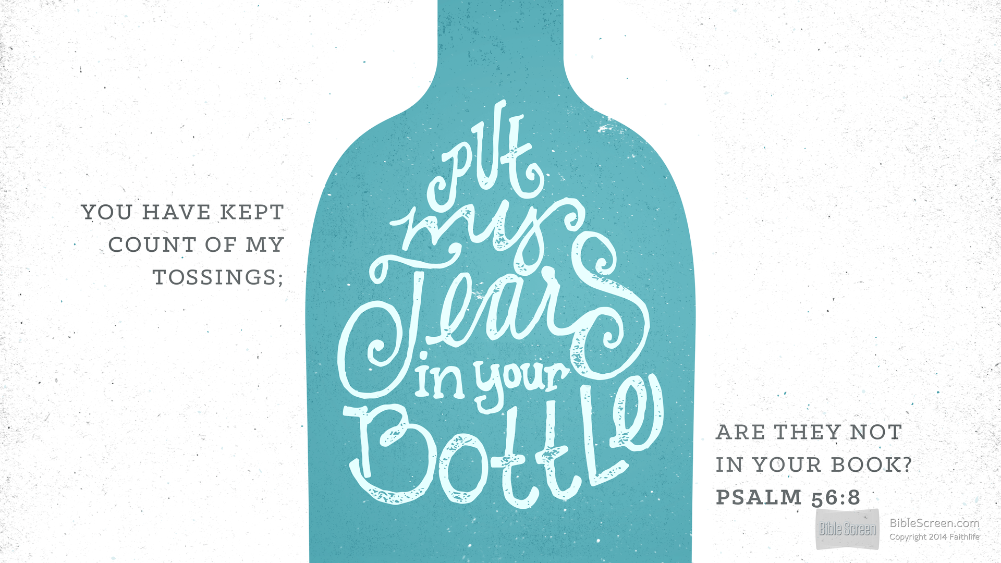 YOU HAVE KEPT
COUNT OF MY
TOSSINGS;
put
my
Tears
in your
Bottle
ARE THEY NOT
IN YOUR BOOK?
PSALM 56:8
Bible Screen
BibleScreen.com
Copyright 2014 Faithlife